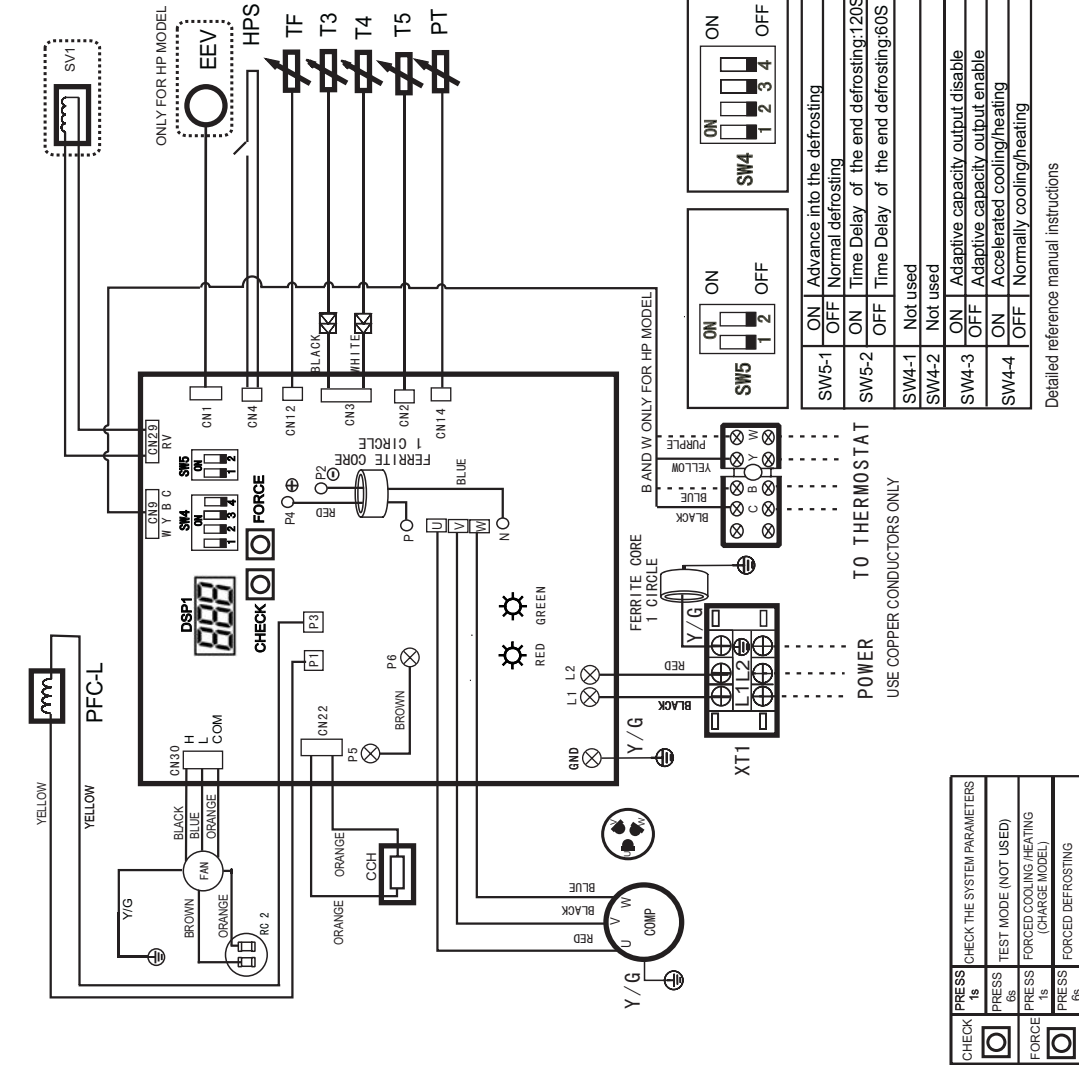 SV1
ONLY FOR HP MODEL
EEV
HPS
TF
T3
T4
T5
PT
BLACK
WHITE
CN29
RV
CN9
W Y B C
CN1
CN4
CN12
CN3
CN2
CN14
SW5
ON
1 2
SW4
ON
1 2 3 4
FORCE
CHECK
DSP1
888
P4
P2
RED
FERRITE CORE
1 CIRCLE
P
BLUE
U
V
W
N
P3
P1
P6
BROWN
P5
CN22
RED
GREEN
CN30
H
L
COM
PFC-L
YELLOW
YELLOW
BLACK
BLUE
ORANGE
FAN
Y/G
BROWN
ORANGE
RC 2
ORANGE
ORANGE
CCH
RED
BLACK
BLUE
U
V
W
COMP
Y/G
U
V
W
GND
Y/G
L1
L2
BLACK
RED
Y/G
XT1
L1
L2
FERRITE CORE
1 CIRCLE
POWER
USE COPPER CONDUCTORS ONLY
TO THERMOSTAT
B AND W ONLY FOR HP MODEL
BLACK
BLUE
YELLOW
PURPLE
C
B
Y
W
SW5
ON
1 2
ON
OFF
SW4
ON
1 2 3 4
ON
OFF
SW5-1
ON Advance into the defrosting
OFF Normal defrosting
SW5-2
ON Time Delay of the end defrosting:120S
OFF Time Delay of the end defrosting:60S
SW4-1 Not used
SW4-2 Not used
SW4-3
ON Adaptive capacity output disable
OFF Adaptive capacity output enable
SW4-4
ON Accelerated cooling/heating
OFF Normally cooling/heating
Detailed reference manual instructions
CHECK
PRESS 1s CHECK THE SYSTEM PARAMETERS
PRESS 6s TEST MODE (NOT USED)
FORCE
PRESS 1s FORCED COOLING /HEATING
(CHARGE MODEL)
PRESS 6s FORCED DEFROSTING